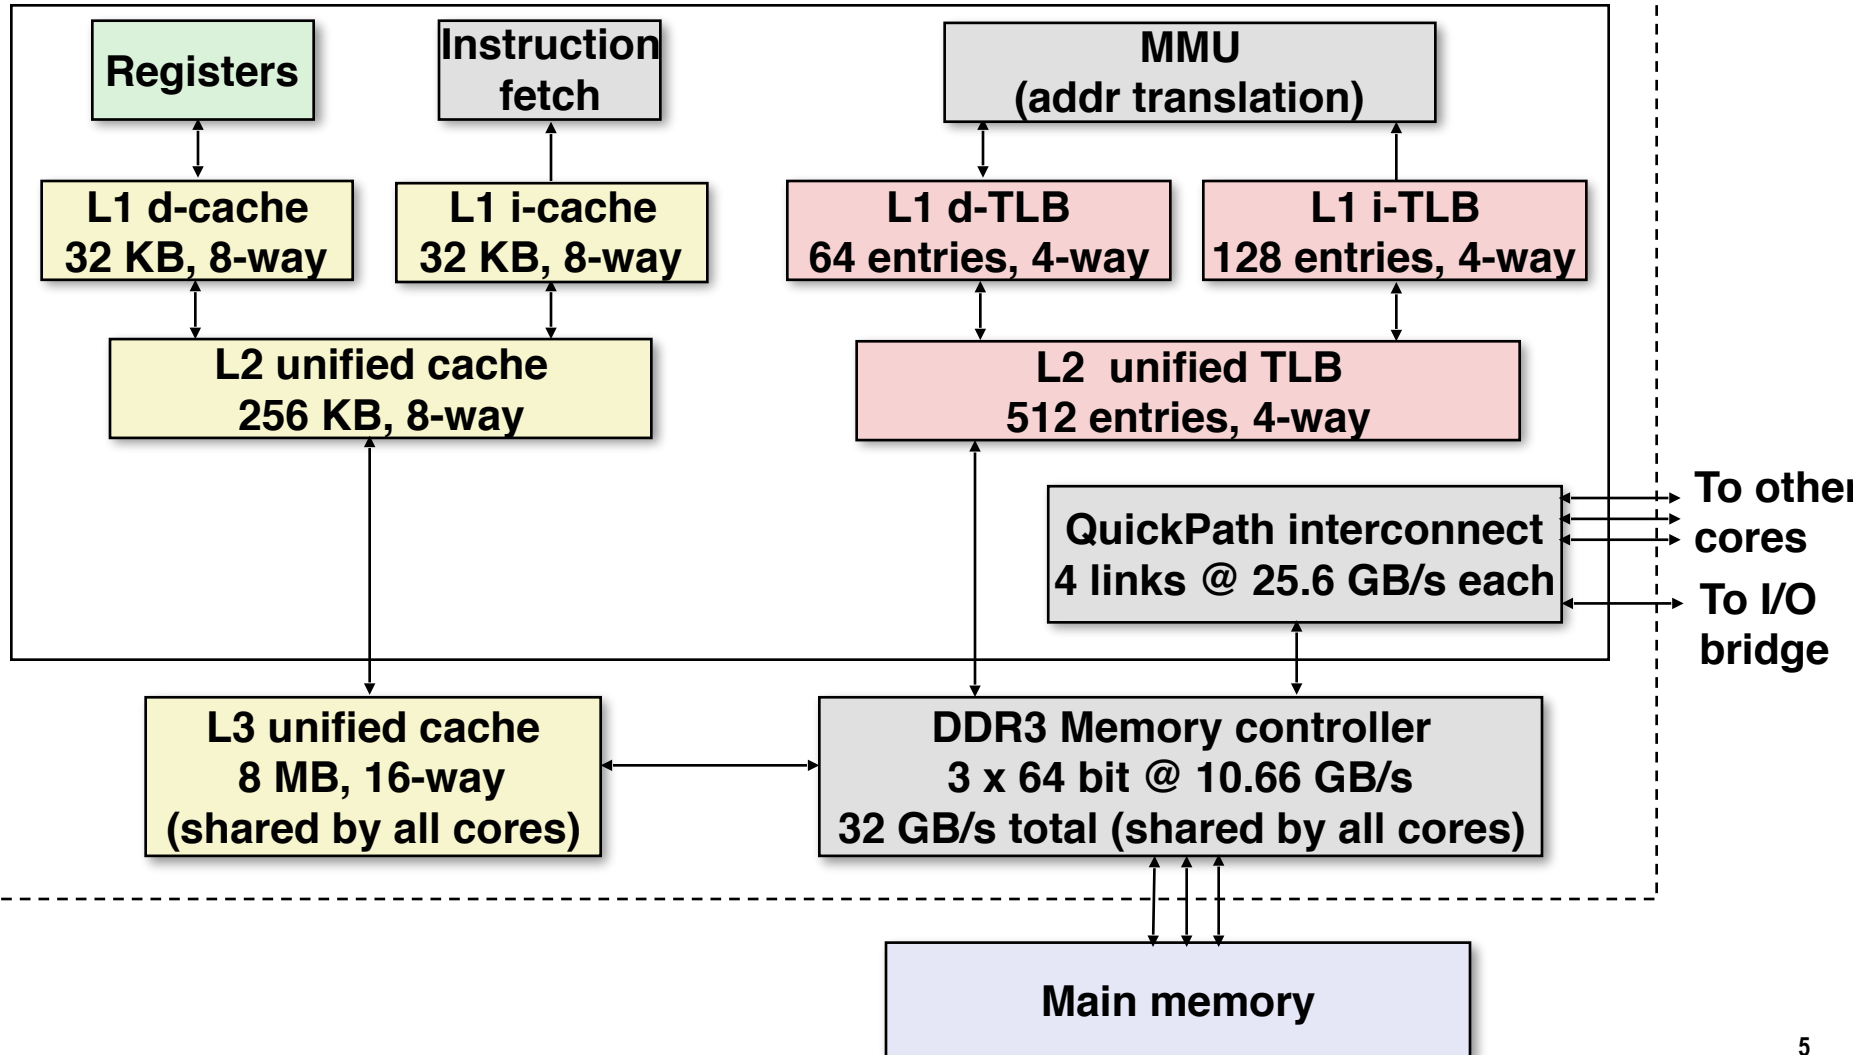 Registers
Instruction
fetch
MMU
(addr translation)
L1 d-cache
32 KB, 8-way
L1 i-cache
32 KB, 8-way
L1 d-TLB
64 entries, 4-way
L1 i-TLB
128 entries, 4-way
L2 unified cache
256 KB, 8-way
L2 unified TLB
512 entries, 4-way
QuickPath interconnect
4 links @ 25.6 GB/s each
To other
cores
To I/O
bridge
L3 unified cache
8 MB, 16-way
(shared by all cores)
DDR3 Memory controller
3 x 64 bit @ 10.66 GB/s
32 GB/s total (shared by all cores)
Main memory
5